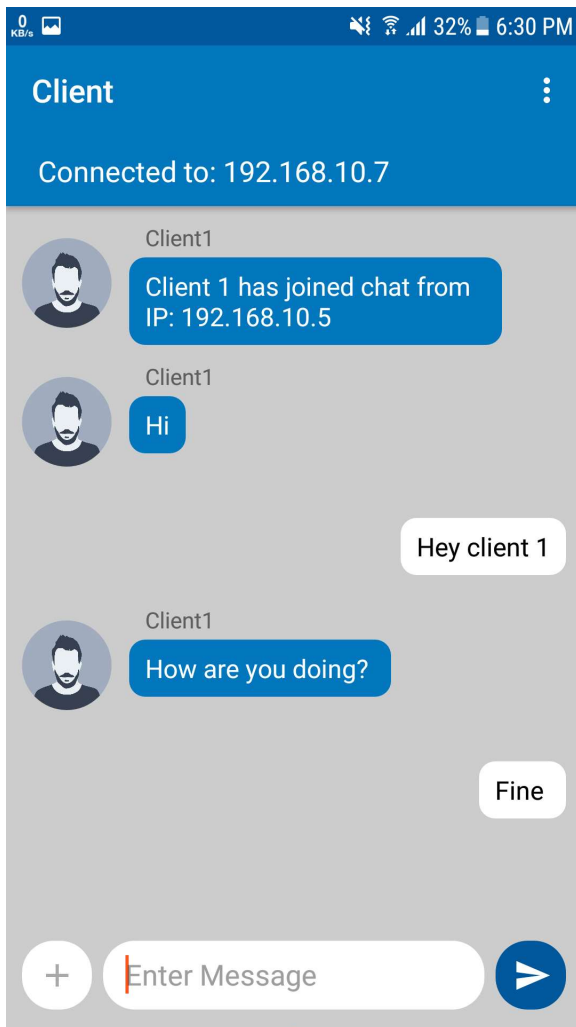 0
KB/s
32% 6:30 PM
Client
Connected to: 192.168.10.7
Client1
Client 1 has joined chat from
IP: 192.168.10.5
Client1
Hi
Hey client 1
Client1
How are you doing?
Fine
Enter Message